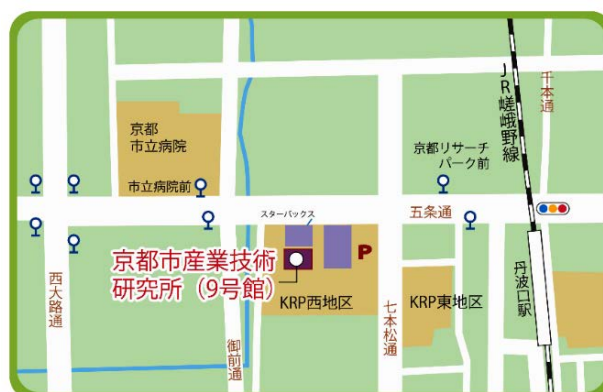 千本通
JR嵯峨野線
京都
市立病院
京都リサーチ
パーク前
市立病院前
スターバックス
五条通
京都市産業技術
研究所（9号館）
P
西大路通
KRP西地区
七本松通
KRP東地区
丹波口駅
御前通